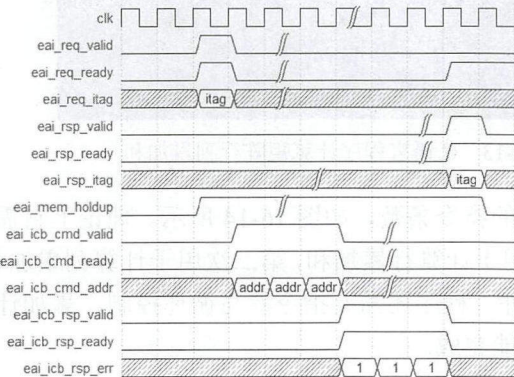 clk
eai_req_valid
eai_req_ready
eai_req_itag
itag
eai_rsp_valid
eai_rsp_ready
eai_rsp_itag
itag
eai_mem_holdup
eai_icb_cmd_valid
eai_icb_cmd_ready
eai_icb_cmd_addr
addr addr addr
eai_icb_rsp_valid
eai_icb_rsp_ready
eai_icb_rsp_err
1 1 1